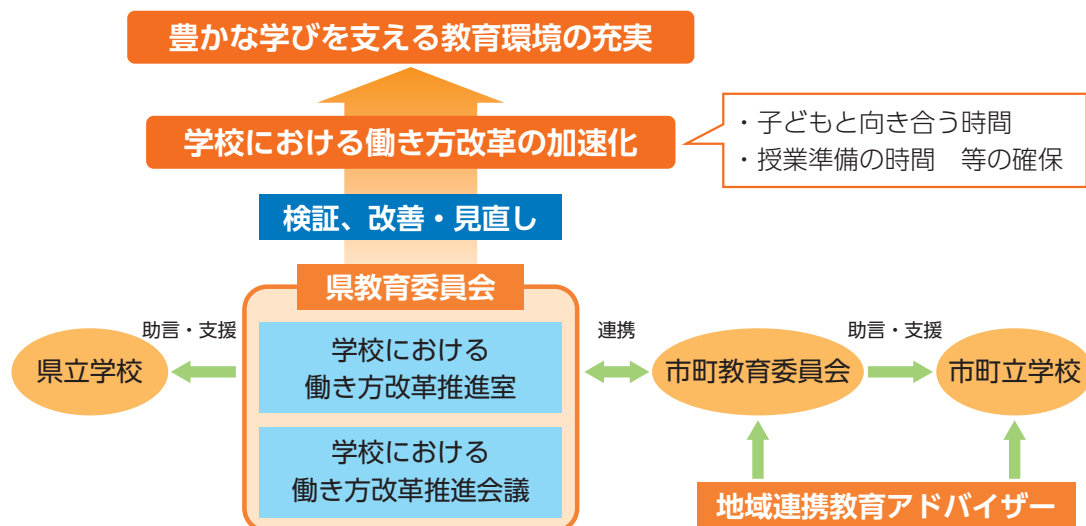 豊かな学びを支える教育環境の充実
学校における働き方改革の加速化
・子どもと向き合う時間
・授業準備の時間　等の確保
検証、改善・見直し
県教育委員会
学校における
働き方改革推進室
学校における
働き方改革推進会議
助言・支援
県立学校
連携
市町教育委員会
助言・支援
市町立学校
地域連携教育アドバイザー